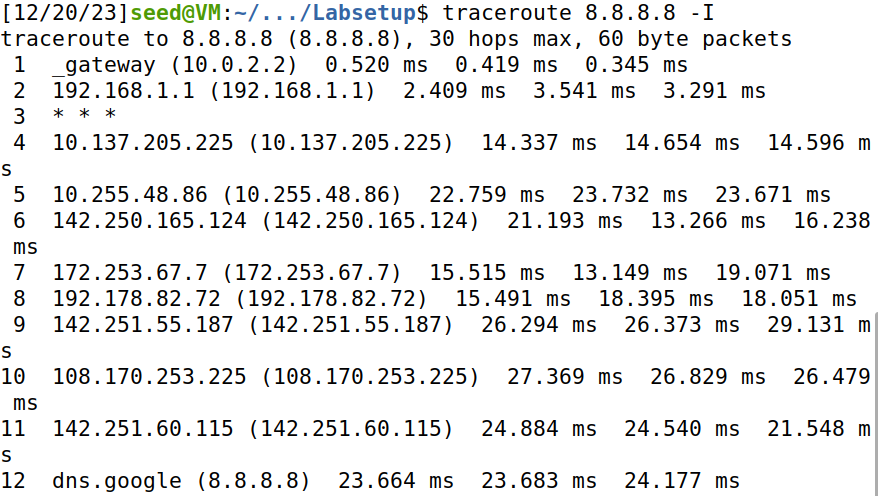 [12/20/23]seed@VM:~/.../Labsetup$ traceroute 8.8.8.8 -I
traceroute to 8.8.8.8 (8.8.8.8), 30 hops max, 60 byte packets
 1  _gateway (10.0.2.2)  0.520 ms  0.419 ms  0.345 ms
 2  192.168.1.1 (192.168.1.1)  2.409 ms  3.541 ms  3.291 ms
 3  * * *
 4  10.137.205.225 (10.137.205.225)  14.337 ms  14.654 ms  14.596 m
s
 5  10.255.48.86 (10.255.48.86)  22.759 ms  23.732 ms  23.671 ms
 6  142.250.165.124 (142.250.165.124)  21.193 ms  13.266 ms  16.238
 ms
 7  172.253.67.7 (172.253.67.7)  15.515 ms  13.149 ms  19.071 ms
 8  192.178.82.72 (192.178.82.72)  15.491 ms  18.395 ms  18.051 ms
 9  142.251.55.187 (142.251.55.187)  26.294 ms  26.373 ms  29.131 m
s
10  108.170.253.225 (108.170.253.225)  27.369 ms  26.829 ms  26.479
 ms
11  142.251.60.115 (142.251.60.115)  24.884 ms  24.540 ms  21.548 m
s
12  dns.google (8.8.8.8)  23.664 ms  23.683 ms  24.177 ms